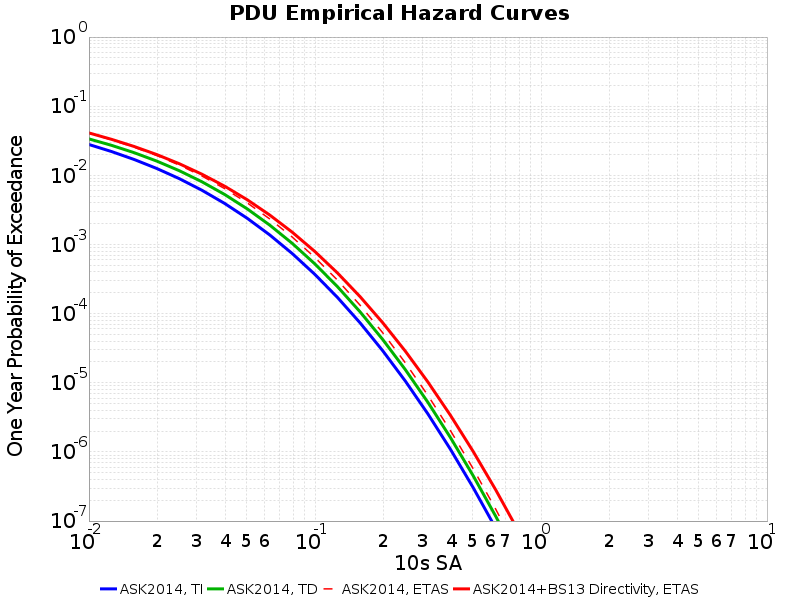 PDU Empirical Hazard Curves
One Year Probability of Exceedance
10^0
10^-1
10^-2
10^-3
10^-4
10^-5
10^-6
10^-7
10^-2 2 3 4 5 6 10^-1 2 3 4 5 6 7 10^0 2 3 4 5 6 7 10^1
10s SA
ASK2014, TI ASK2014, TD ASK2014, ETAS ASK2014+BS13 Directivity, ETAS